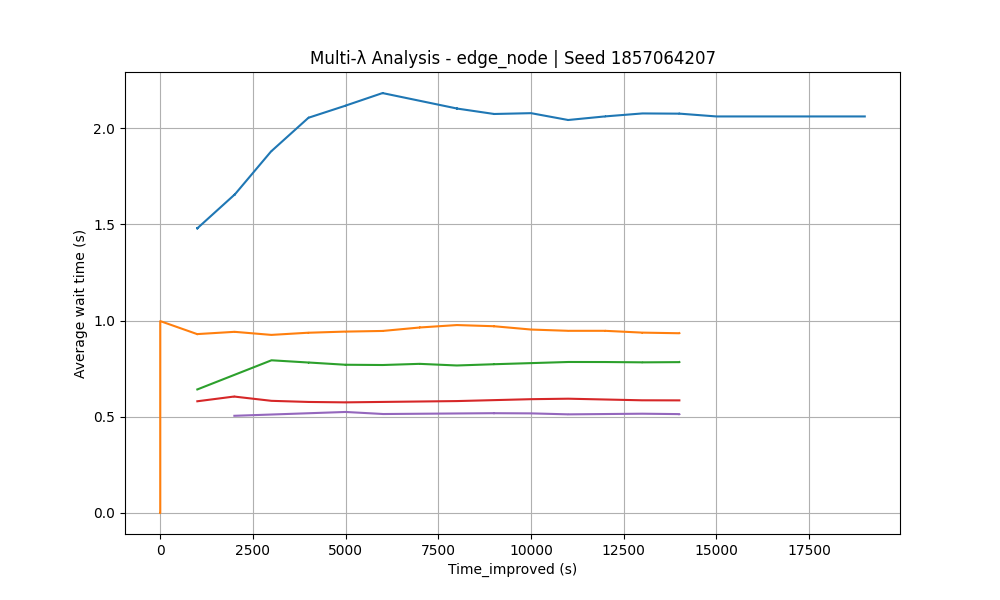 Multi-λ Analysis - edge_node | Seed 1857064207
Average wait time (s)
2.0
1.5
1.0
0.5
0.0
0 2500 5000 7500 10000 12500 15000 17500
Time_improved (s)